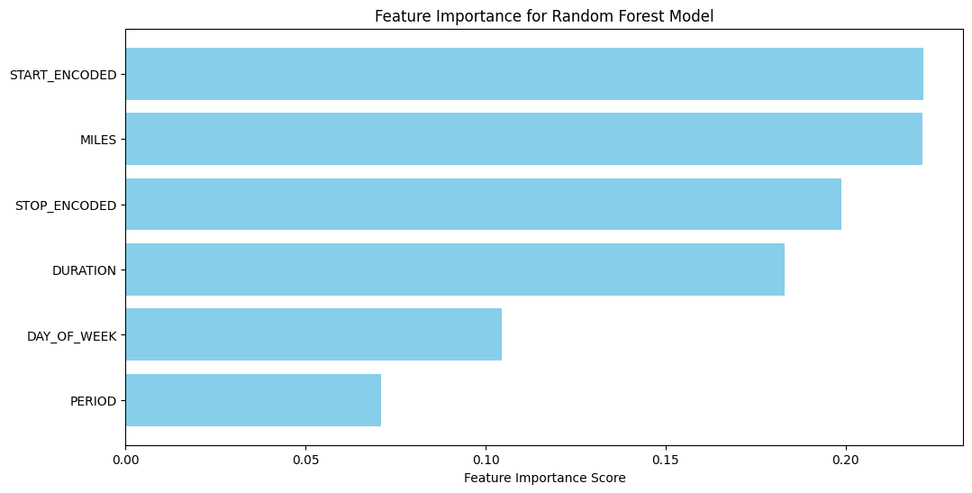 Feature Importance for Random Forest Model
START_ENCODED
MILES
STOP_ENCODED
DURATION
DAY_OF_WEEK
PERIOD
0.00 0.05 0.10 0.15 0.20
Feature Importance Score